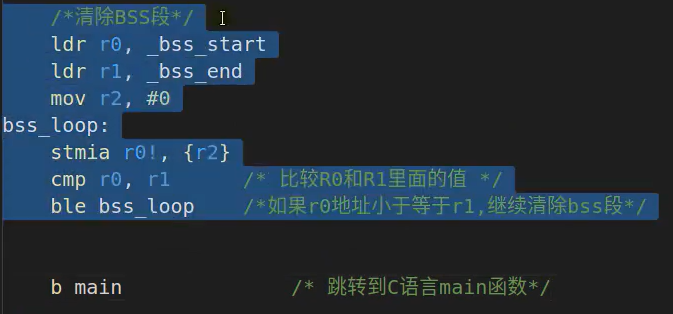 /*清除BSS段*/
ldr r0, _bss_start
ldr r1, _bss_end
mov r2, #0
bss_loop:
stmia r0!, {r2}
cmp r0, r1 /* 比较R0和R1里面的值 */
ble bss_loop /*如果r0地址小于等于r1,继续清除bss段*/
b main /* 跳转到C语言main函数*/